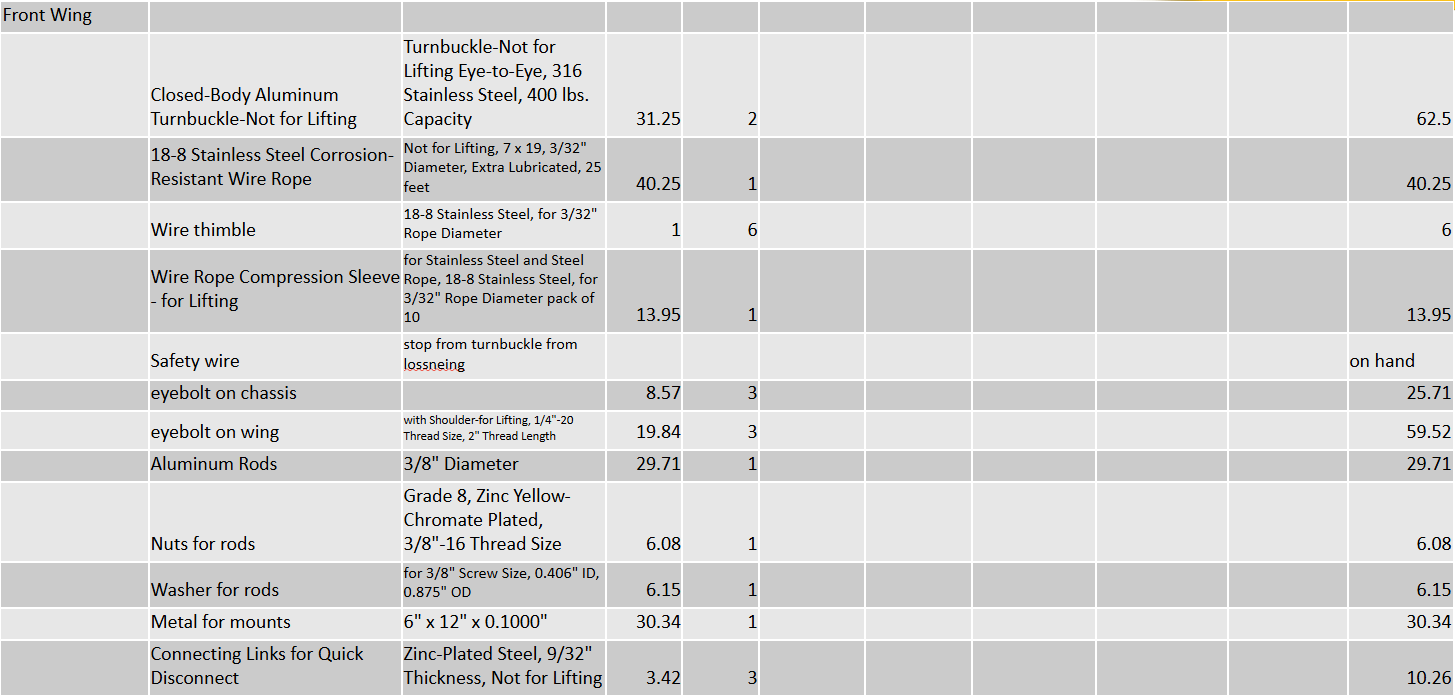 Front Wing
Closed-Body Aluminum
Turnbuckle-Not for Lifting
Turnbuckle-Not for
Lifting Eye-to-Eye, 316
Stainless Steel, 400 lbs.
Capacity
31.25
2
62.5
18-8 Stainless Steel Corrosion-
Resistant Wire Rope
Not for Lifting, 7 x 19, 3/32"
Diameter, Extra Lubricated, 25
feet
40.25
1
40.25
Wire thimble
18-8 Stainless Steel, for 3/32"
Rope Diameter
1
6
6
Wire Rope Compression Sleeve
- for Lifting
for Stainless Steel and Steel
Rope, 18-8 Stainless Steel, for
3/32" Rope Diameter pack of
10
13.95
1
13.95
Safety wire
stop from turnbuckle from
lossneing
on hand
eyebolt on chassis
8.57
3
25.71
eyebolt on wing
with Shoulder-for Lifting, 1/4"-20
Thread Size, 2" Thread Length
19.84
3
59.52
Aluminum Rods
3/8" Diameter
29.71
1
29.71
Nuts for rods
Grade 8, Zinc Yellow-
Chromate Plated,
3/8"-16 Thread Size
6.08
1
6.08
Washer for rods
for 3/8" Screw Size, 0.406" ID,
0.875" OD
6.15
1
6.15
Metal for mounts
6" x 12" x 0.1000"
30.34
1
30.34
Connecting Links for Quick
Disconnect
Zinc-Plated Steel, 9/32"
Thickness, Not for Lifting
3.42
3
10.26